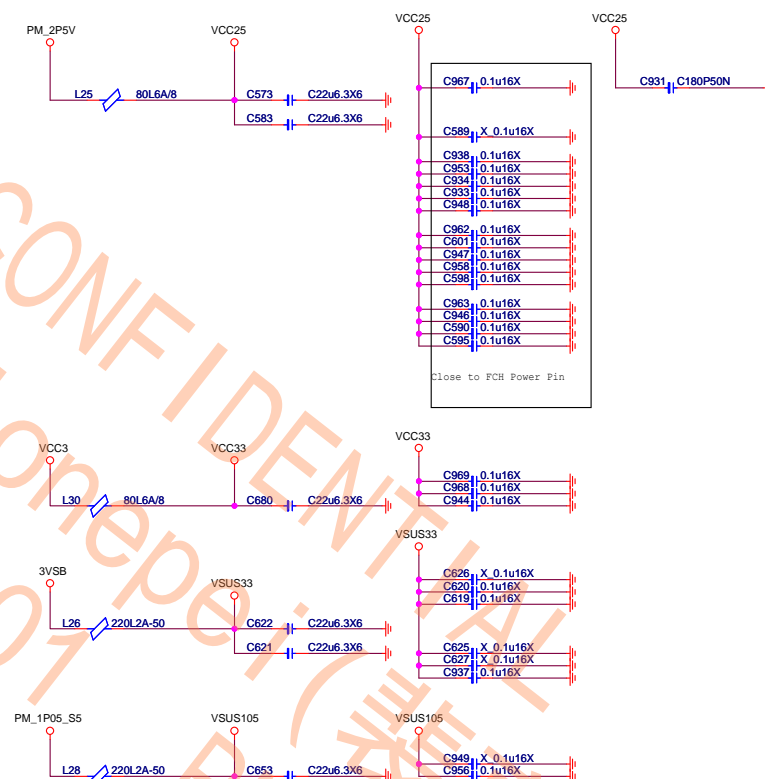 PM_2P5V
VCC25
L25 80L6A/8
C573 C22u6.3X6
C583 C22u6.3X6
VCC25
C967 0.1u16X
C589 X_0.1u16X
C938 0.1u16X
C953 0.1u16X
C934 0.1u16X
C933 0.1u16X
C948 0.1u16X
C962 0.1u16X
C601 0.1u16X
C947 0.1u16X
C958 0.1u16X
C598 0.1u16X
C963 0.1u16X
C946 0.1u16X
C590 0.1u16X
C595 0.1u16X
Close to FCH Power Pin
VCC25
C931 C180P50N
VCC3
VCC33
L30 80L6A/8
C680 C22u6.3X6
VCC33
C969 0.1u16X
C968 0.1u16X
C944 0.1u16X
3VSB
VSUS33
L26 220L2A-50
C622 C22u6.3X6
C621 C22u6.3X6
VSUS33
C626 X_0.1u16X
C620 0.1u16X
C619 0.1u16X
C625 X_0.1u16X
C627 X_0.1u16X
C937 0.1u16X
PM_1P05_S5
VSUS105
L28 220L2A-50
C653 C22u6.3X6
VSUS105
C949 X_0.1u16X
C956 0.1u16X
CONFIDENTIAL
onepei(裝
01